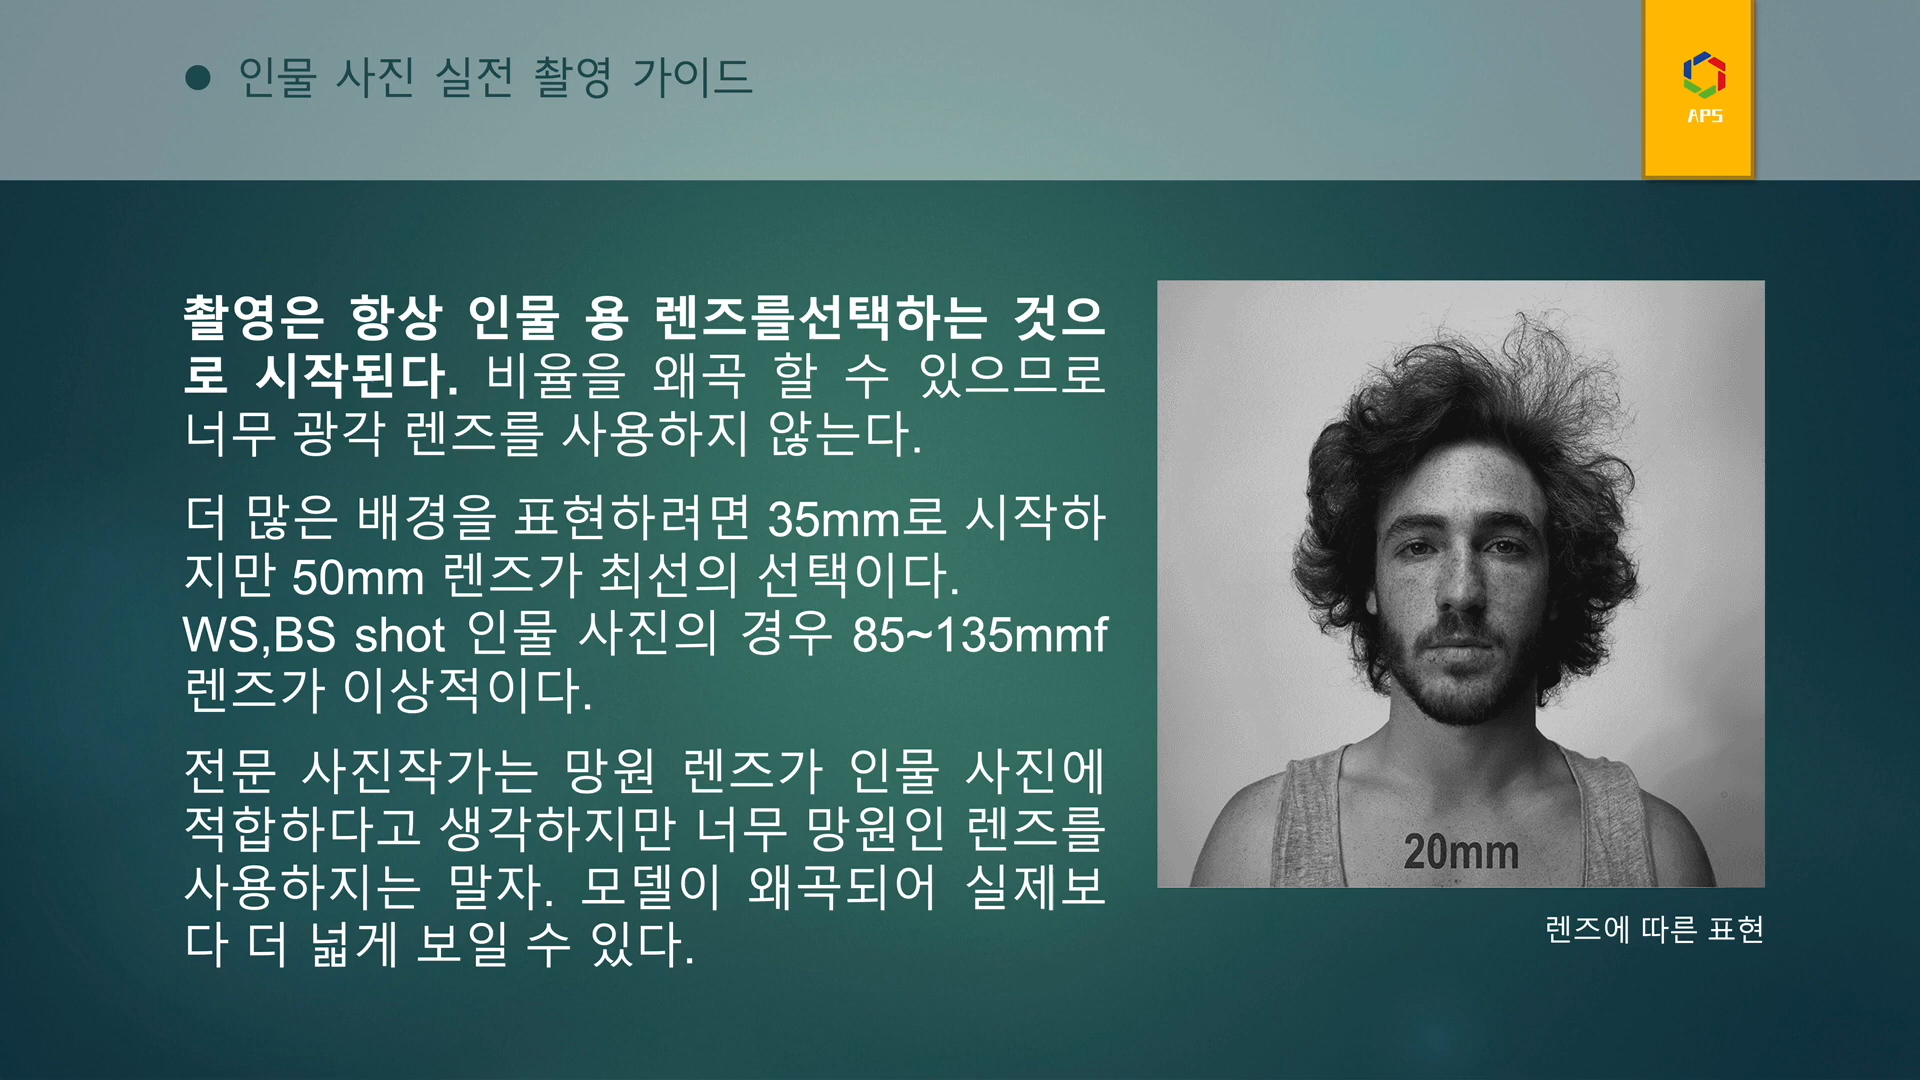 ● 인물 사진 실전 촬영 가이드
APS
촬영은 항상 인물 용 렌즈를선택하는 것으
로 시작된다. 비율을 왜곡 할 수 있으므로
너무 광각 렌즈를 사용하지 않는다.
더 많은 배경을 표현하려면 35mm로 시작하
지만 50mm 렌즈가 최선의 선택이다.
WS,BS shot 인물 사진의 경우 85~135mmf
렌즈가 이상적이다.
전문 사진작가는 망원 렌즈가 인물 사진에
적합하다고 생각하지만 너무 망원인 렌즈를
사용하지는 말자. 모델이 왜곡되어 실제보
다 더 넓게 보일 수 있다.
20mm
렌즈에 따른 표현